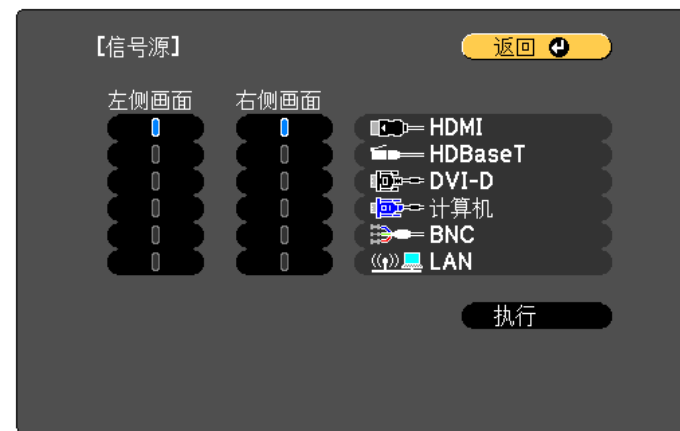 【信号源】
返回
左侧画面 右侧画面
HDMI
HDBaseT
DVI-D
计算机
BNC
LAN
执行